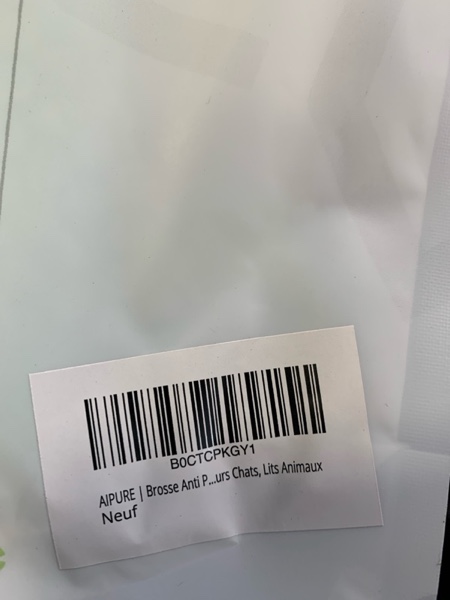 B0CTCPKGY1
AIPURE | Brosse Anti P...urs Chats, Lits Animaux
Neuf